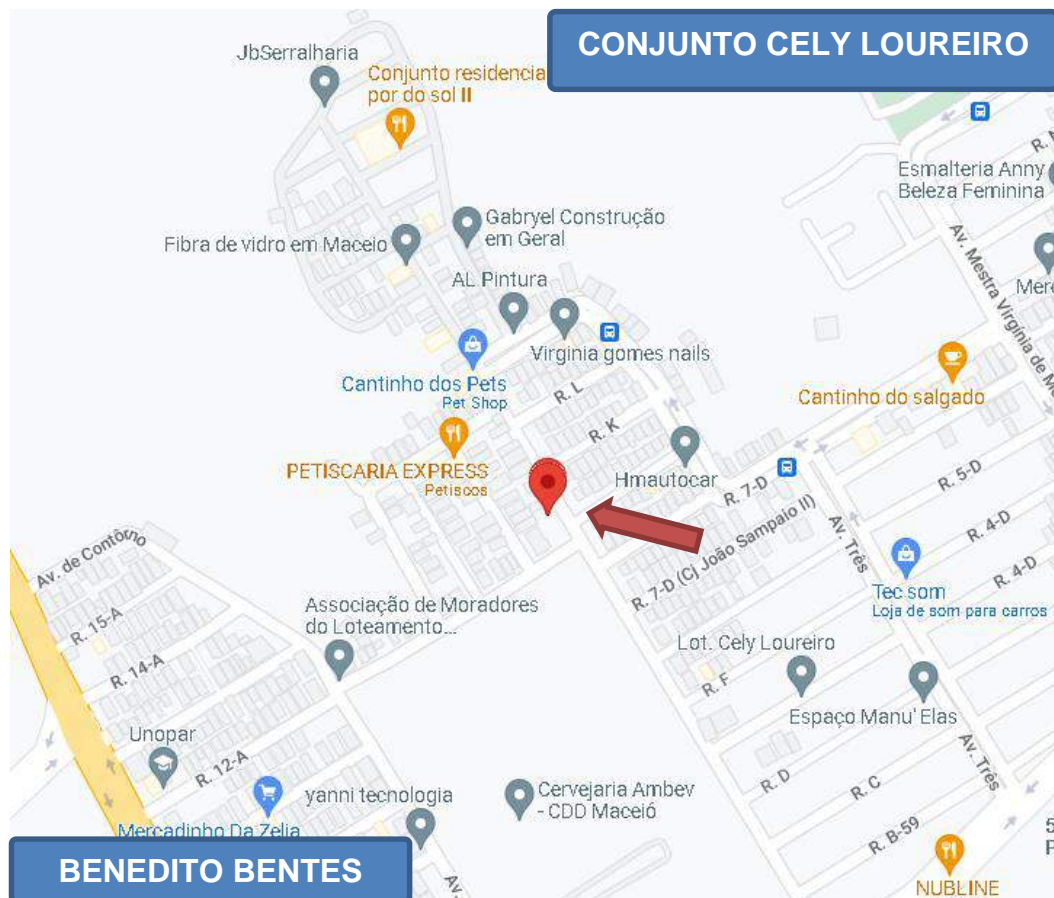 CONJUNTO CELY LOUREIRO
JbSerralharia
Conjunto residencia
por do sol II
Esmalteria Anny
Beleza Feminina
Gabryel Construção
em Geral
Fibra de vidro em Maceio
Av. Mestra Virgínia de M
Mer
AL Pintura
Virginia gomes nails
Cantinho dos Pets
Pet Shop
Cantinho do salgado
R. L
R. K
PETISCARIA EXPRESS
Petiscos
Hmautocar
R. 7-D
R. 5-D
R. 4-D
R. 4-D
Av. de Contôrno
R. 7-D (Cj João Sampaio II)
Av. Três
Tec som
Loja de som para carros
Associação de Moradores
do Loteamento...
R. 15-A
R. 14-A
Lot. Cely Loureiro
R. F
Espaço Manu' Elas
Unopar
R. 12-A
Av. Três
R. D
R. C
yanni tecnologia
Cervejaria Ambev
- CDD Maceió
Mercadinho Da Zelia
R. B-59
BENEDITO BENTES
Av.
NUBLINE